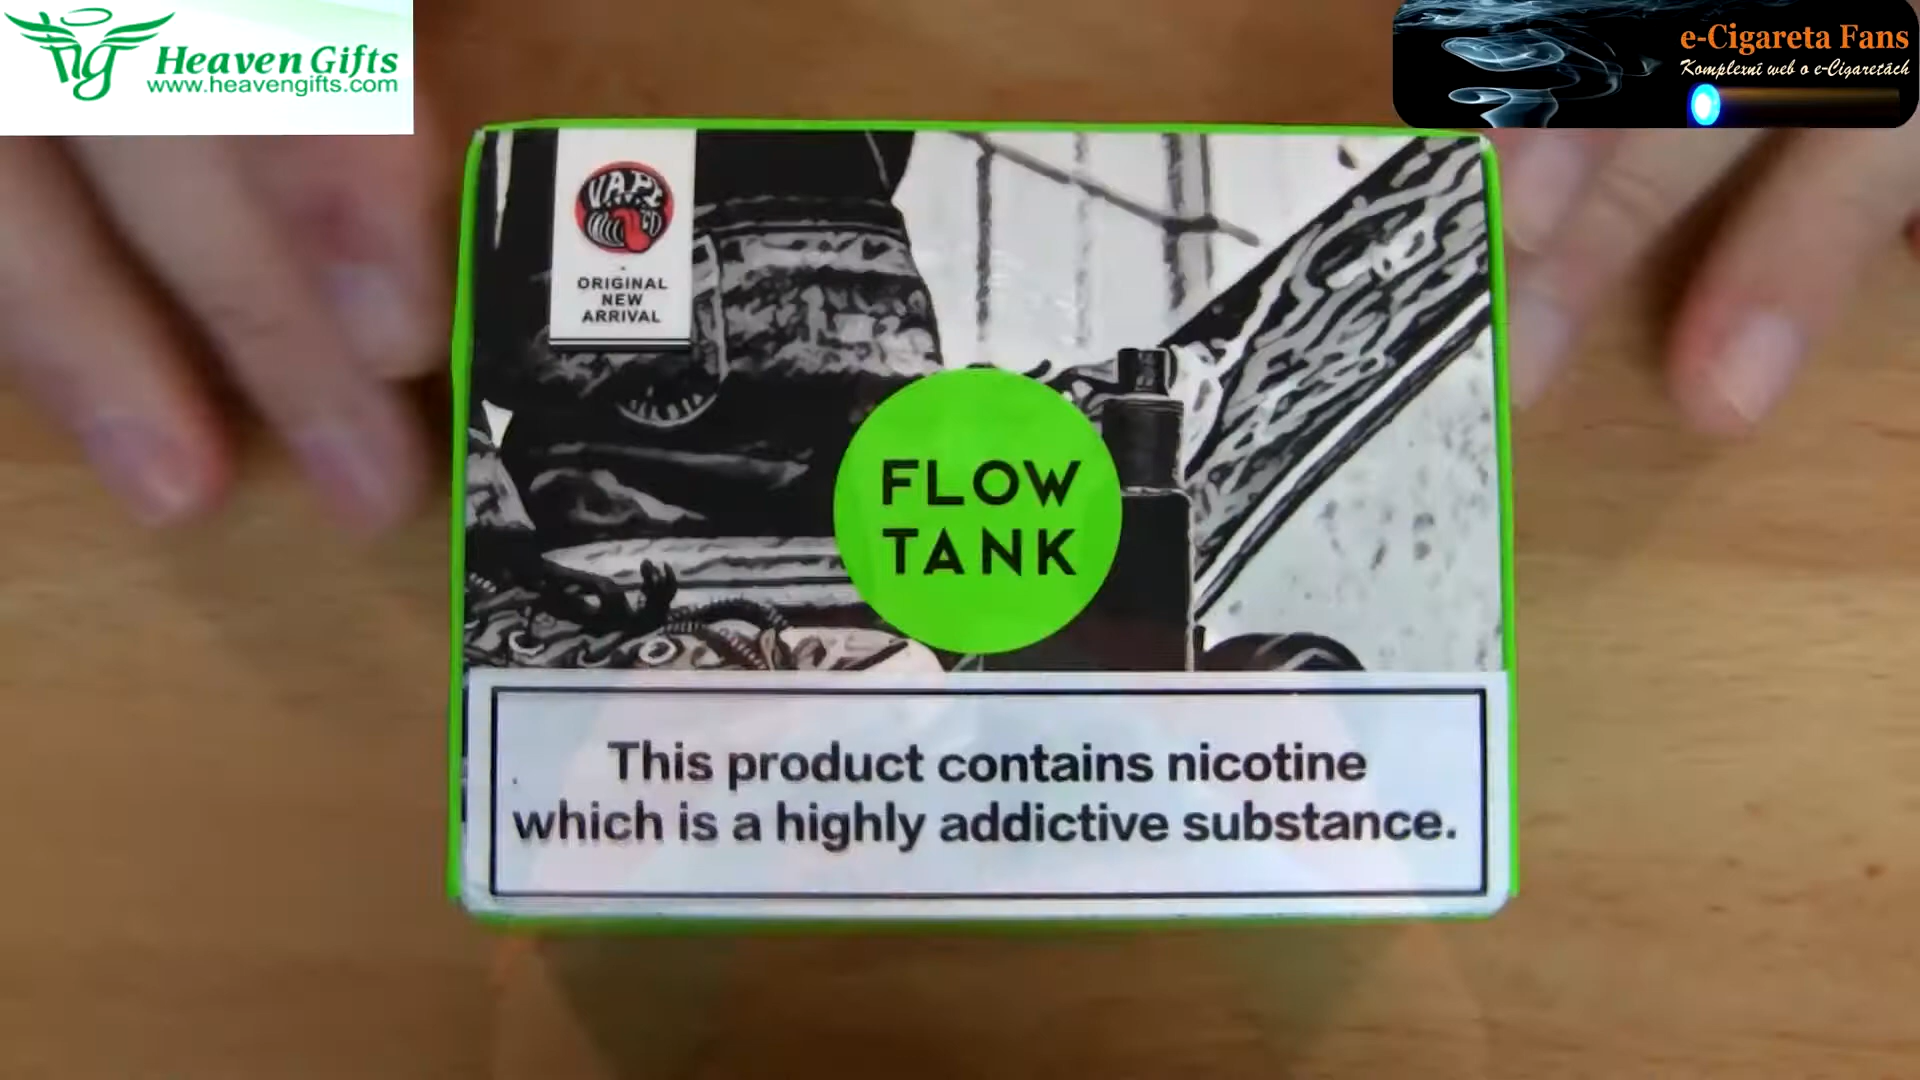 Heaven Gifts
www.heavengifts.com
e-Cigareta Fans
Komplexní web o e-Cigaretách
VAPE
ORIGINAL
NEW
ARRIVAL
FLOW
TANK
This product contains nicotine
which is a highly addictive substance.